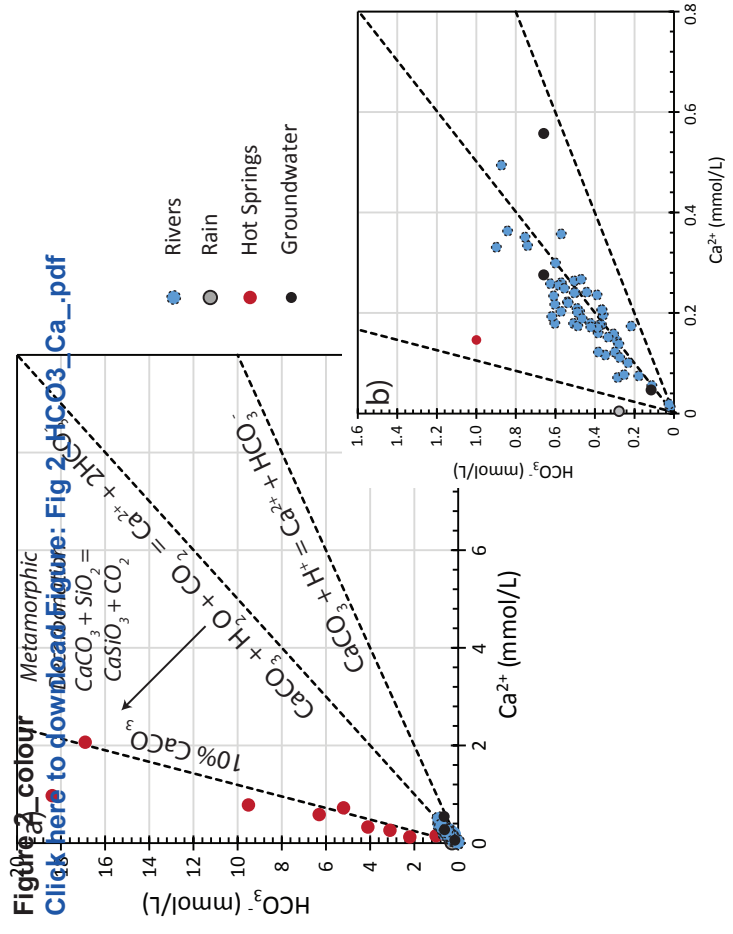 Figure 2_colour
Click here to download Figure: Fig 2_HCO3_Ca_.pdf
a)
Metamorphic
Decarbonation:
CaCO₃ + SiO₂ =
CaSiO₃ + CO₂
10% CaCO₃
CaCO₃ + H₂O + CO₂ = Ca²⁺ + 2HCO₃⁻
CaCO₃ + H⁺ = Ca²⁺ + HCO₃⁻
HCO₃⁻ (mmol/L)
20
18
16
14
12
10
8
6
4
2
0
0
2
4
6
Ca²⁺ (mmol/L)
Rivers
Rain
Hot Springs
Groundwater
b)
HCO₃⁻ (mmol/L)
1.6
1.4
1.2
1.0
0.8
0.6
0.4
0.2
0
0
0.2
0.4
0.6
0.8
Ca²⁺ (mmol/L)